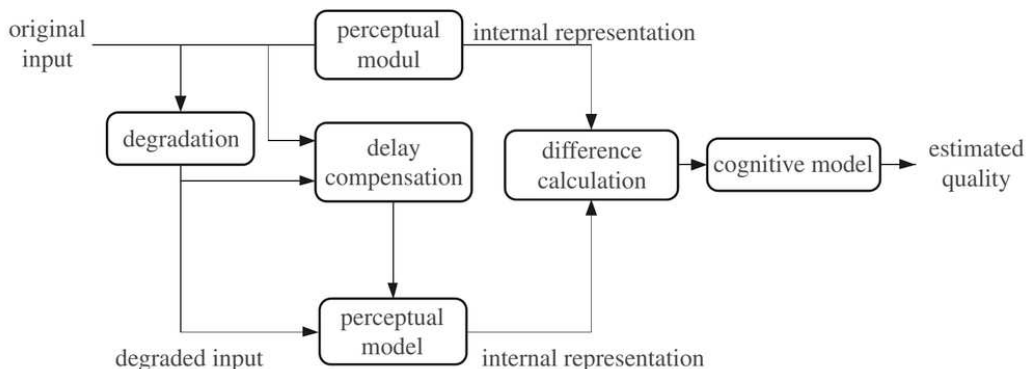 original
input
perceptual
modul
internal representation
degradation
delay
compensation
difference
calculation
cognitive model
estimated
quality
perceptual
model
degraded input
internal representation